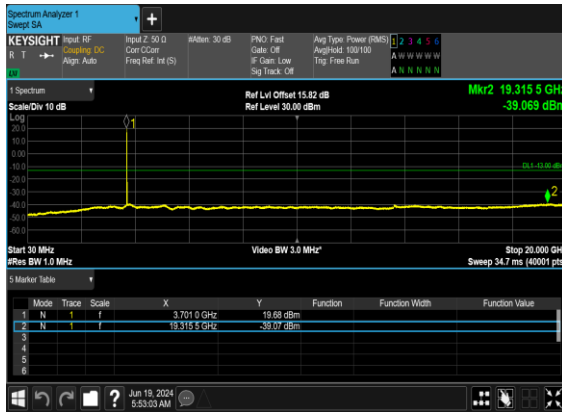 Spectrum Analyzer 1
Swept SA
KEYSIGHT Input: RF Input Z: 50 Ω #Atten: 30 dB PNO: Fast Avg Type: Power (RMS) 1 2 3 4 5 6
R T Coupling: DC Corr CCorr Gate: Off Avg|Hold: 100/100 A W W W W W
Align: Auto Freq Ref: Int (S) IF Gain: Low Trig: Free Run
LXI Sig Track: Off A N N N N N
1 Spectrum Ref Lvl Offset 15.82 dB Mkr2 19.315 5 GHz
Scale/Div 10 dB Ref Level 30.00 dBm -39.069 dBm
Log
1
20.0
10.0
0.00
-10.0 DL1 -13.00 dBm
-20.0
-30.0 2
-40.0
-50.0
-60.0
Start 30 MHz Video BW 3.0 MHz* Stop 20.000 GHz
#Res BW 1.0 MHz Sweep 34.7 ms (40001 pts)
5 Marker Table
Mode Trace Scale X Y Function Function Width Function Value
1 N 1 f 3.701 0 GHz 19.68 dBm
2 N 1 f 19.315 5 GHz -39.07 dBm
3
4
5
6
? Jun 19, 2024
5:53:03 AM